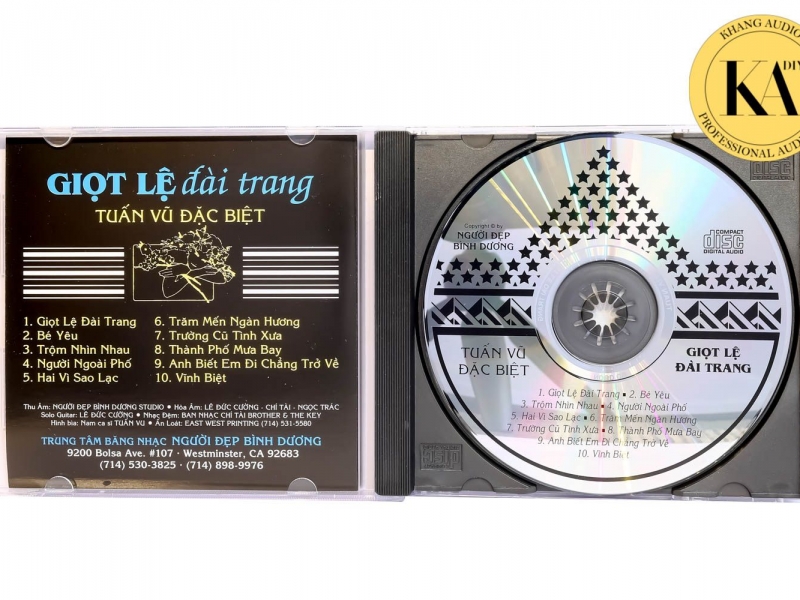 GIỌT LỆ đài trang
TUẤN VŨ ĐẶC BIỆT
1. Giọt Lệ Đài Trang
2. Bé Yêu
3. Trộm Nhìn Nhau
4. Người Ngoài Phố
5. Hai Vì Sao Lạc
6. Trăm Mến Ngàn Hương
7. Trường Cũ Tình Xưa
8. Thành Phố Mưa Bay
9. Anh Biết Em Đi Chẳng Trở Về
10. Vĩnh Biệt
Thu Âm: NGƯỜI ĐẸP BÌNH DƯƠNG STUDIO • Hòa Âm: LÊ ĐỨC CƯỜNG - CHÍ TÀI - NGỌC TRÁC
Solo Guitar: LÊ ĐỨC CƯỜNG • Nhạc Đệm: BAN NHẠC CHÍ TÀI BROTHER & THE KEY
Hình bìa: Nam ca sĩ TUẤN VŨ • Ấn Loát: EAST WEST PRINTING (714) 531-5580
TRUNG TÂM BĂNG NHẠC NGƯỜI ĐẸP BÌNH DƯƠNG
9200 Bolsa Ave. #107 · Westminster, CA 92683
(714) 530-3825 · (714) 898-9976
Copyright © by
NGƯỜI ĐẸP
BÌNH DƯƠNG
COMPACT
disc
DIGITAL AUDIO
TUẤN VŨ
ĐẶC BIỆT
GIỌT LỆ
ĐÀI TRANG
1. Giọt Lệ Đài Trang • 2. Bé Yêu
3. Trộm Nhìn Nhau • 4. Người Ngoài Phố
5. Hai Vì Sao Lạc • 6. Trăm Mến Ngàn Hương
7. Trường Cũ Tình Xưa • 8. Thành Phố Mưa Bay
9. Anh Biết Em Đi Chẳng Trở Về
10. Vĩnh Biệt
KHANG AUDIO
KA
PROFESSIONAL AUD